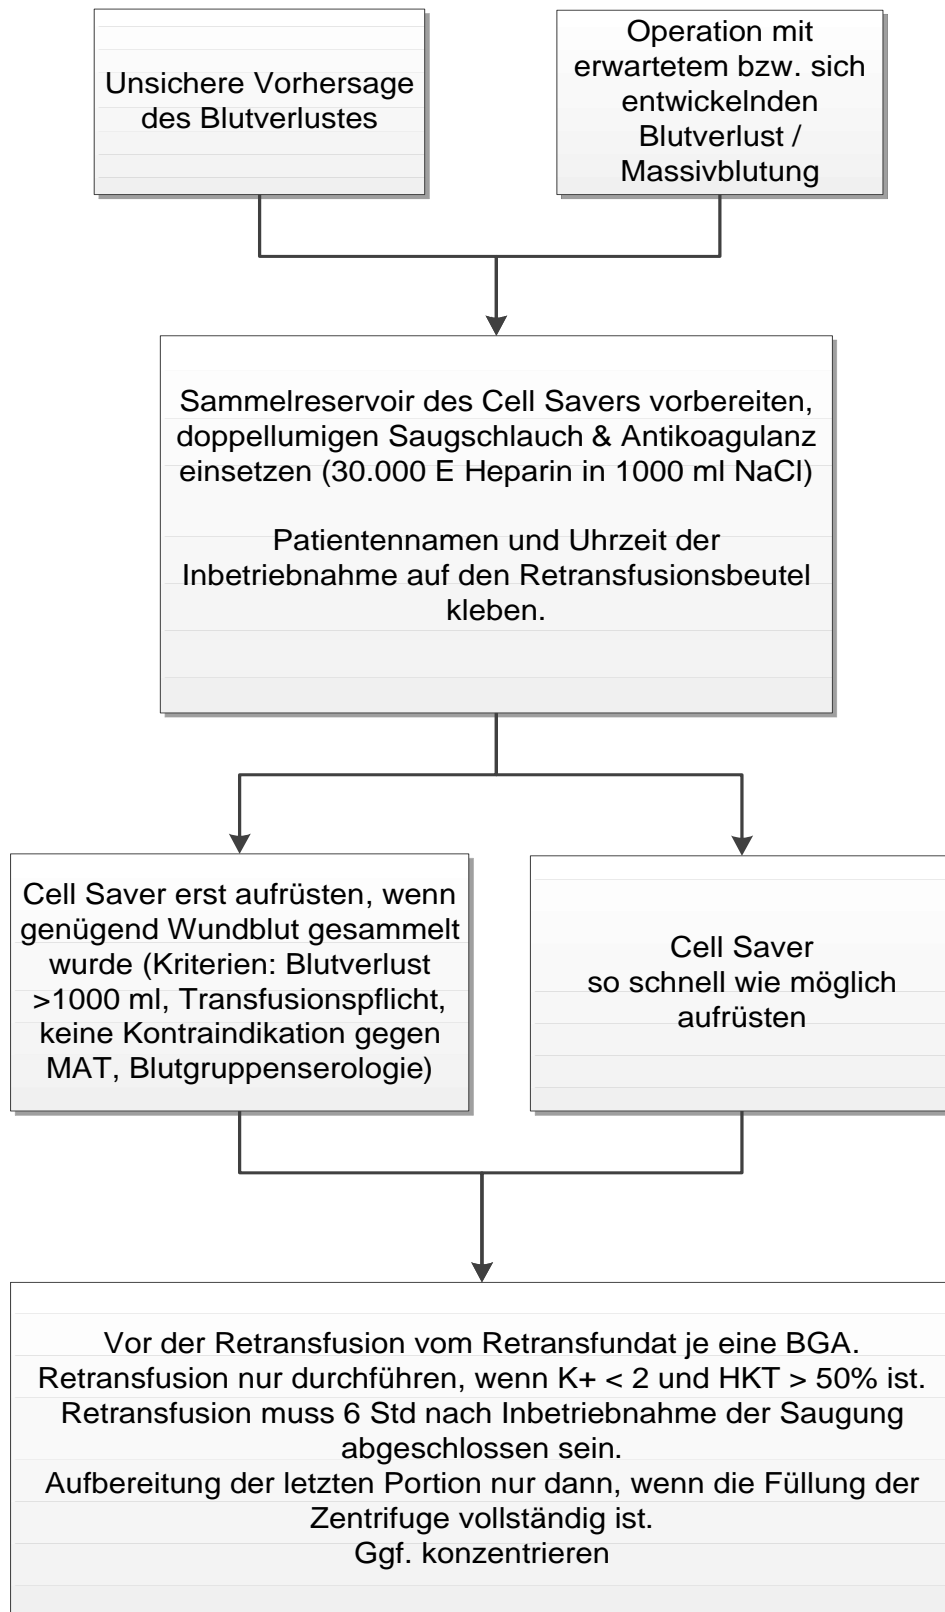 Unsichere Vorhersage
des Blutverlustes
Operation mit
erwartetem bzw. sich
entwickelnden
Blutverlust /
Massivblutung
Sammelreservoir des Cell Savers vorbereiten,
doppellumigen Saugschlauch & Antikoagulanz
einsetzen (30.000 E Heparin in 1000 ml NaCl)
Patientennamen und Uhrzeit der
Inbetriebnahme auf den Retransfusionsbeutel
kleben.
Cell Saver erst aufrüsten, wenn
genügend Wundblut gesammelt
wurde (Kriterien: Blutverlust
>1000 ml, Transfusionspflicht,
keine Kontraindikation gegen
MAT, Blutgruppenserologie)
Cell Saver
so schnell wie möglich
aufrüsten
Vor der Retransfusion vom Retransfundat je eine BGA.
Retransfusion nur durchführen, wenn K+ < 2 und HKT > 50% ist.
Retransfusion muss 6 Std nach Inbetriebnahme der Saugung
abgeschlossen sein.
Aufbereitung der letzten Portion nur dann, wenn die Füllung der
Zentrifuge vollständig ist.
Ggf. konzentrieren